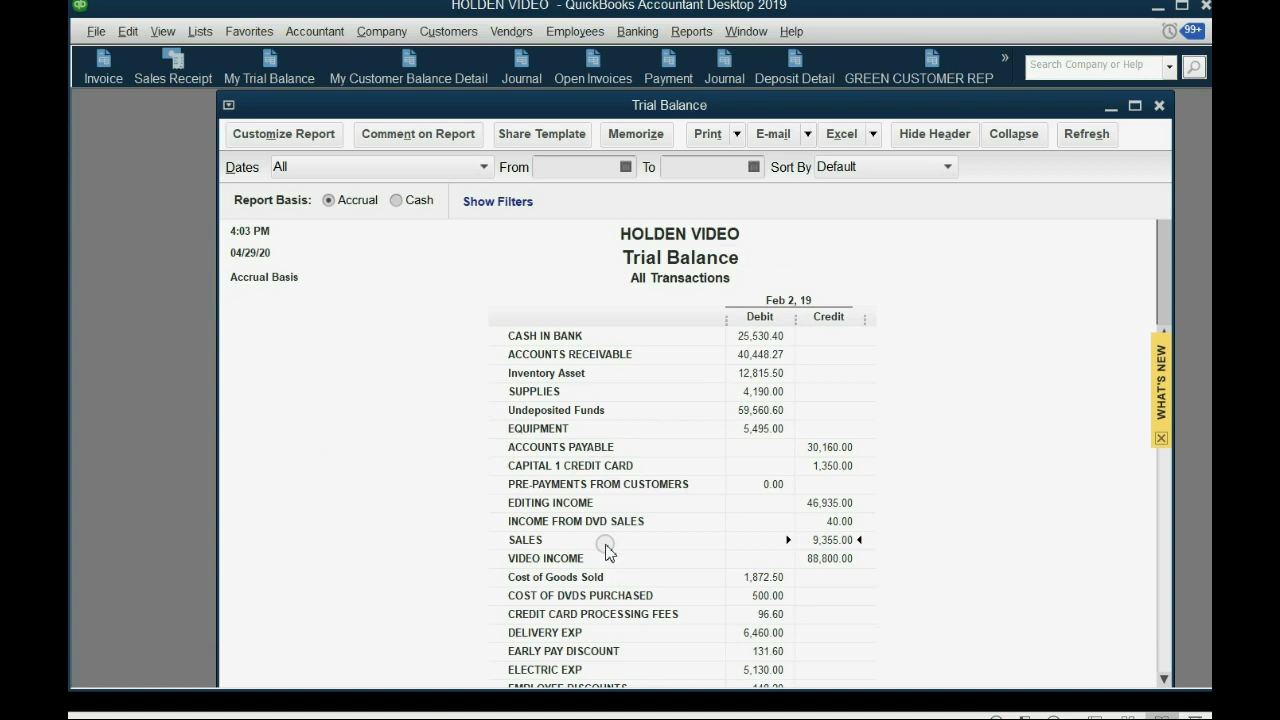 HOLDEN VIDEO - QuickBooks Accountant Desktop 2019
File Edit View Lists Favorites Accountant Company Customers Vendors Employees Banking Reports Window Help 99+
Invoice Sales Receipt My Trial Balance My Customer Balance Detail Journal Open Invoices Payment Journal Deposit Detail GREEN CUSTOMER REP » Search Company or Help
Trial Balance
Customize Report Comment on Report Share Template Memorize Print E-mail Excel Hide Header Collapse Refresh
Dates All From To Sort By Default
Report Basis: Accrual Cash Show Filters
4:03 PM
04/29/20
Accrual Basis
HOLDEN VIDEO
Trial Balance
All Transactions
Feb 2, 19
Debit Credit
CASH IN BANK 25,530.40
ACCOUNTS RECEIVABLE 40,448.27
Inventory Asset 12,815.50
SUPPLIES 4,190.00
Undeposited Funds 59,560.60
EQUIPMENT 5,495.00
ACCOUNTS PAYABLE 30,160.00
CAPITAL 1 CREDIT CARD 1,350.00
PRE-PAYMENTS FROM CUSTOMERS 0.00
EDITING INCOME 46,935.00
INCOME FROM DVD SALES 40.00
SALES 9,355.00
VIDEO INCOME 88,800.00
Cost of Goods Sold 1,872.50
COST OF DVDS PURCHASED 500.00
CREDIT CARD PROCESSING FEES 96.60
DELIVERY EXP 6,460.00
EARLY PAY DISCOUNT 131.60
ELECTRIC EXP 5,130.00
EMPLOYEE DISCOUNTS
WHAT'S NEW